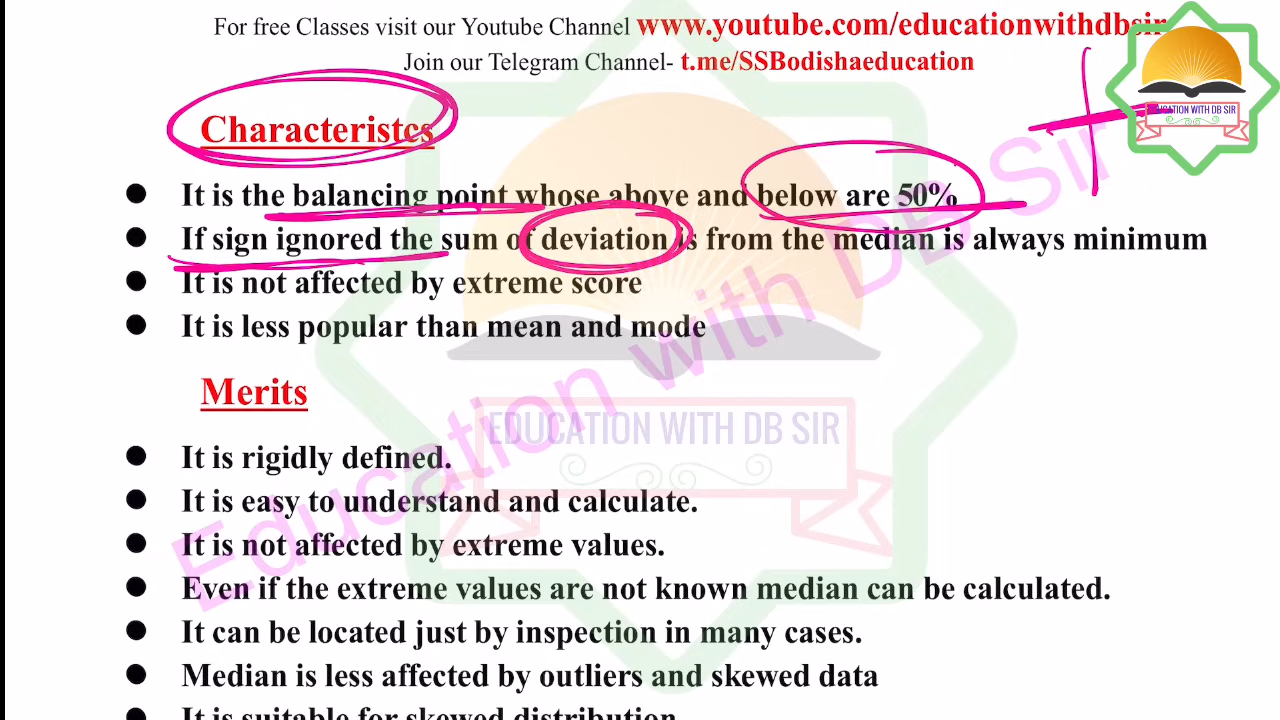 For free Classes visit our Youtube Channel www.youtube.com/educationwithdbsir
Join our Telegram Channel- t.me/SSBodishaeducation
EDUCATION WITH DB SIR
Characteristcs
● It is the balancing point whose above and below are 50%
● If sign ignored the sum of deviation is from the median is always minimum
● It is not affected by extreme score
● It is less popular than mean and mode
Merits
EDUCATION WITH DB SIR
Education with DB Sir
● It is rigidly defined.
● It is easy to understand and calculate.
● It is not affected by extreme values.
● Even if the extreme values are not known median can be calculated.
● It can be located just by inspection in many cases.
● Median is less affected by outliers and skewed data
● It is suitable for skewed distribution